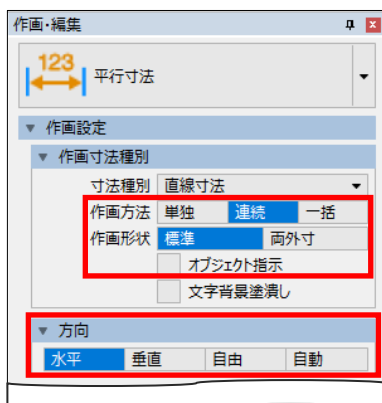 作画・編集
123
平行寸法
作画設定
作画寸法種別
寸法種別 直線寸法
作画方法 単独 連続 一括
作画形状 標準 両外寸
オブジェクト指示
文字背景塗潰し
方向
水平 垂直 自由 自動